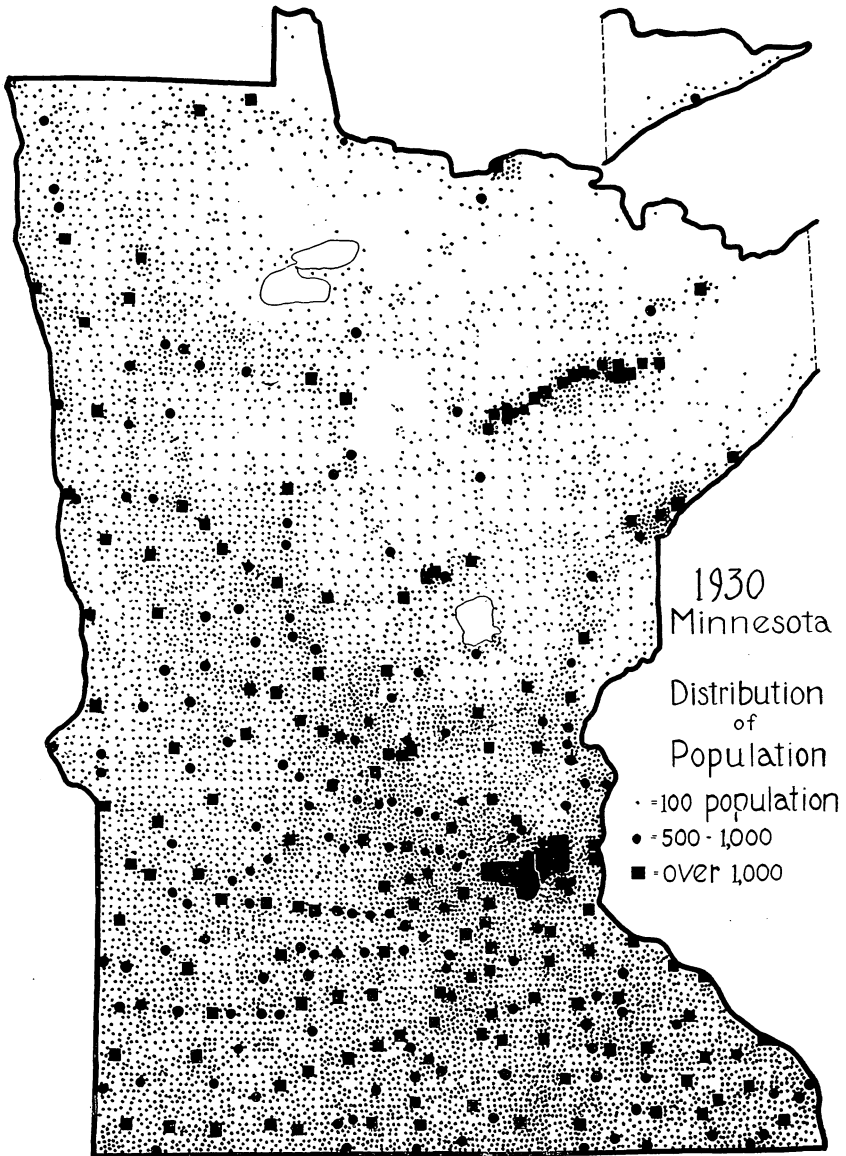 1930
Minnesota
Distribution
of
Population
· =100 population
● =500-1,000
■ =over 1,000